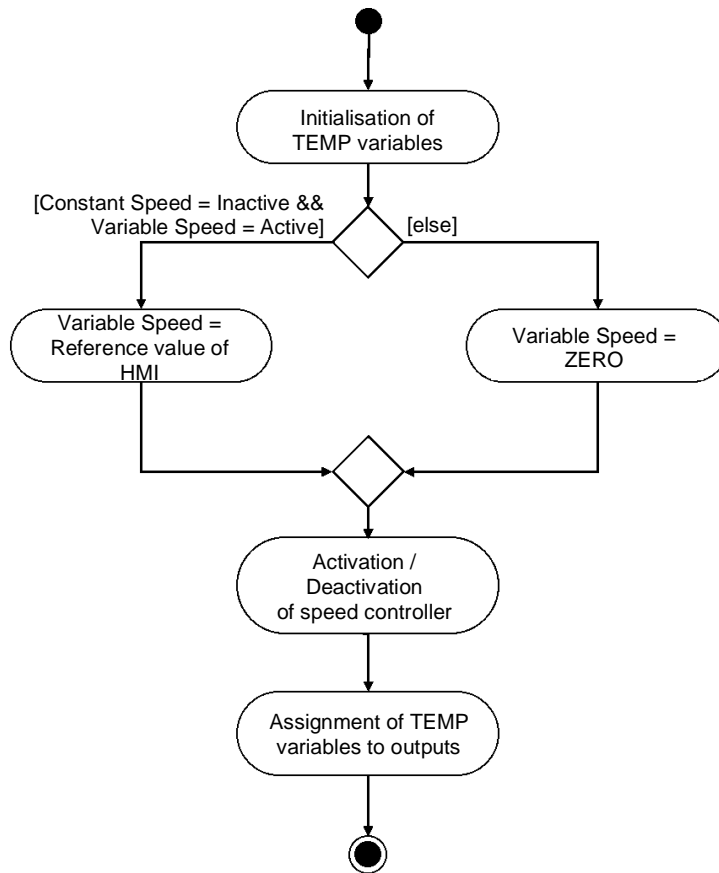 Initialisation of
TEMP variables
[Constant Speed = Inactive &&
Variable Speed = Active]
[else]
Variable Speed =
Reference value of
HMI
Variable Speed =
ZERO
Activation /
Deactivation
of speed controller
Assignment of TEMP
variables to outputs